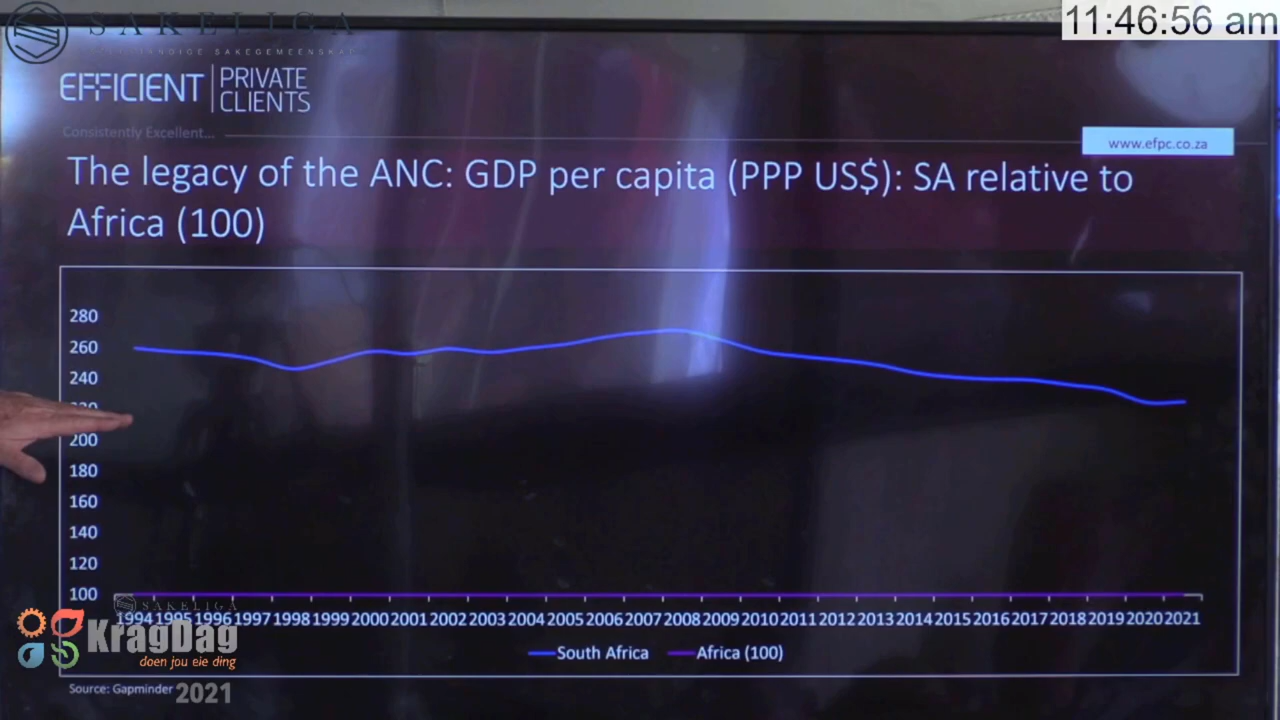 SAKELIGA
11:46:56 am
EFFICIENT PRIVATE CLIENTS
Consistently Excellent...
www.efpc.co.za
The legacy of the ANC: GDP per capita (PPP US$): SA relative to
Africa (100)
280
260
240
220
200
180
160
140
120
100
SAKELIGA
1994 1995 1996 1997 1998 1999 2000 2001 2002 2003 2004 2005 2006 2007 2008 2009 2010 2011 2012 2013 2014 2015 2016 2017 2018 2019 2020 2021
KragDag
doen jou eie ding
2021
South Africa Africa (100)
Source: Gapminder